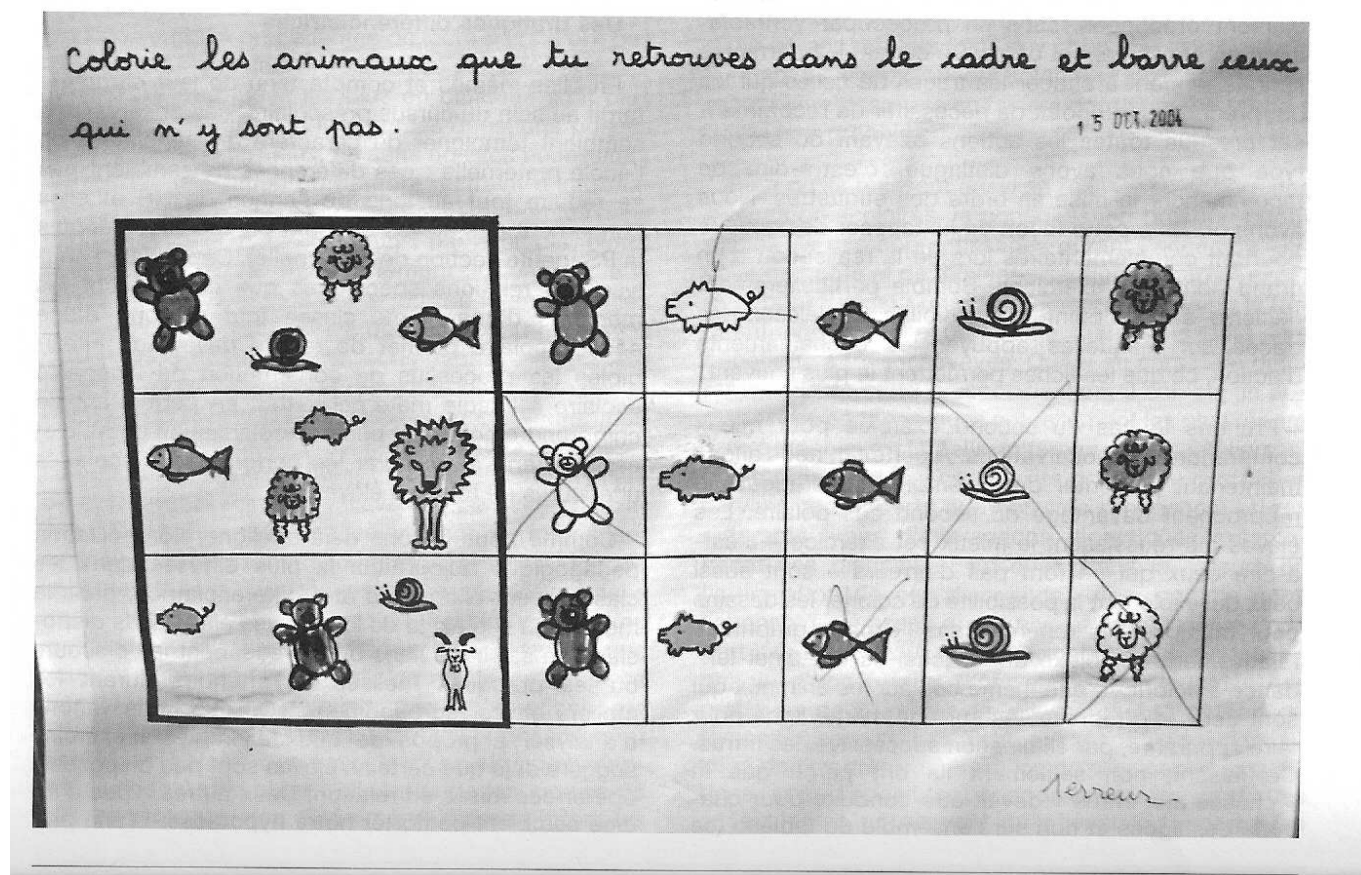 Colorie les animaux que tu retrouves dans le cadre et barre ceux
qui n'y sont pas.
15 OCT. 2004
1 erreur.